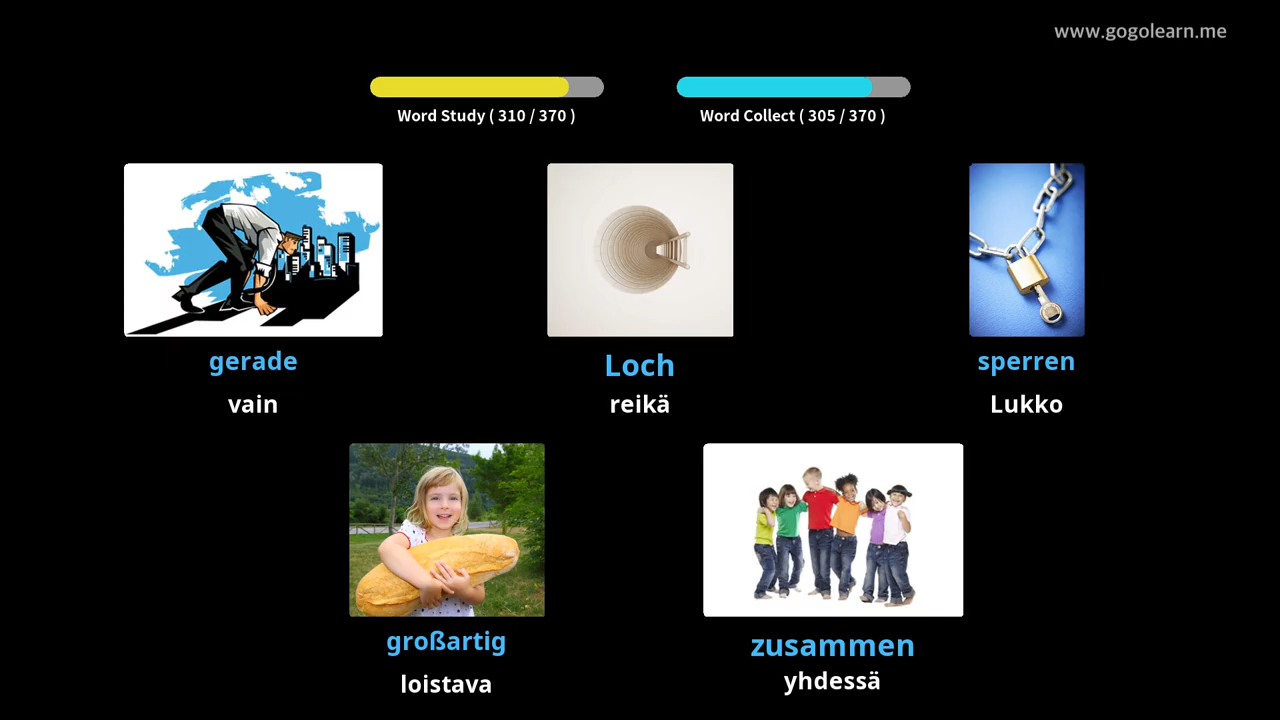 www.gogolearn.me
Word Study ( 310 / 370 )
Word Collect ( 305 / 370 )
gerade
vain
Loch
reikä
sperren
Lukko
großartig
loistava
zusammen
yhdessä